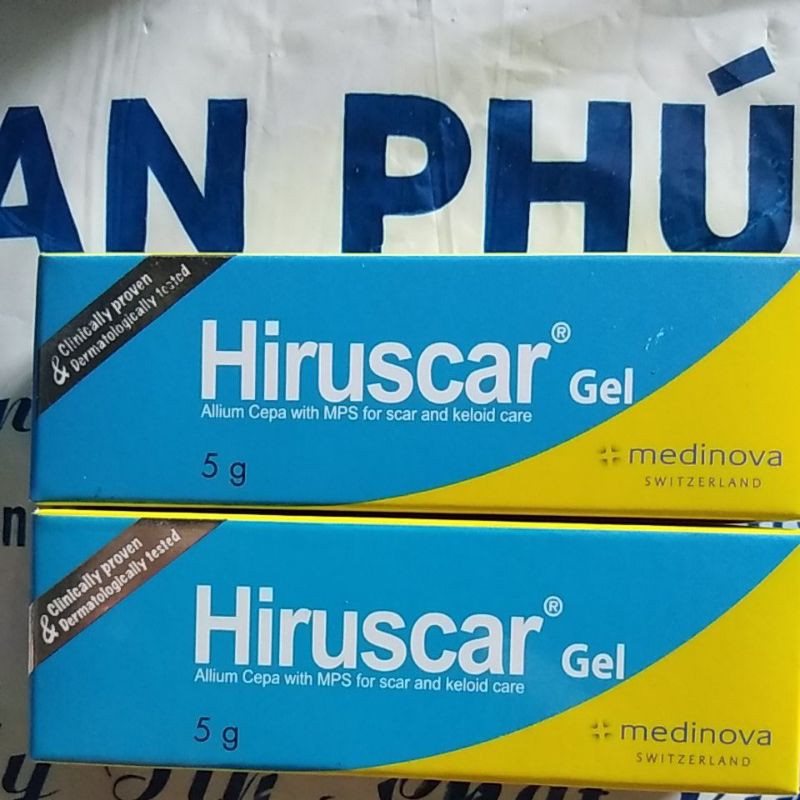 AN PHÚ
Clinically proven
& Dermatologically tested
Hiruscar® Gel
Allium Cepa with MPS for scar and keloid care
5 g
medinova
SWITZERLAND
Clinically proven
& Dermatologically tested
Hiruscar® Gel
Allium Cepa with MPS for scar and keloid care
5 g
medinova
SWITZERLAND